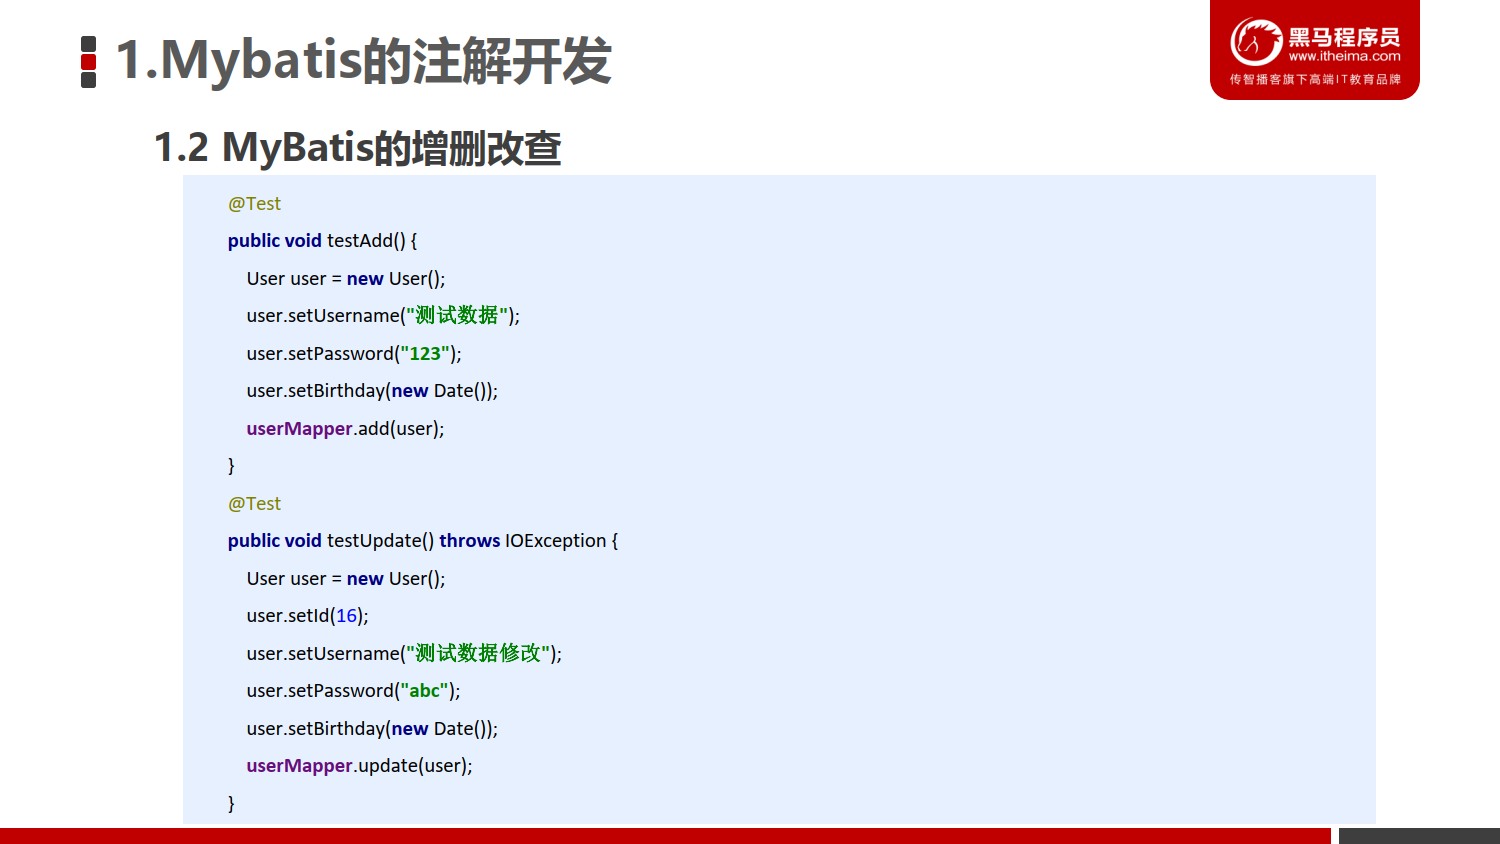 1.Mybatis的注解开发
黑马程序员
www.itheima.com
传智播客旗下高端IT教育品牌
1.2 MyBatis的增删改查
@Test
public void testAdd() {
User user = new User();
user.setUsername("测试数据");
user.setPassword("123");
user.setBirthday(new Date());
userMapper.add(user);
}
@Test
public void testUpdate() throws IOException {
User user = new User();
user.setId(16);
user.setUsername("测试数据修改");
user.setPassword("abc");
user.setBirthday(new Date());
userMapper.update(user);
}